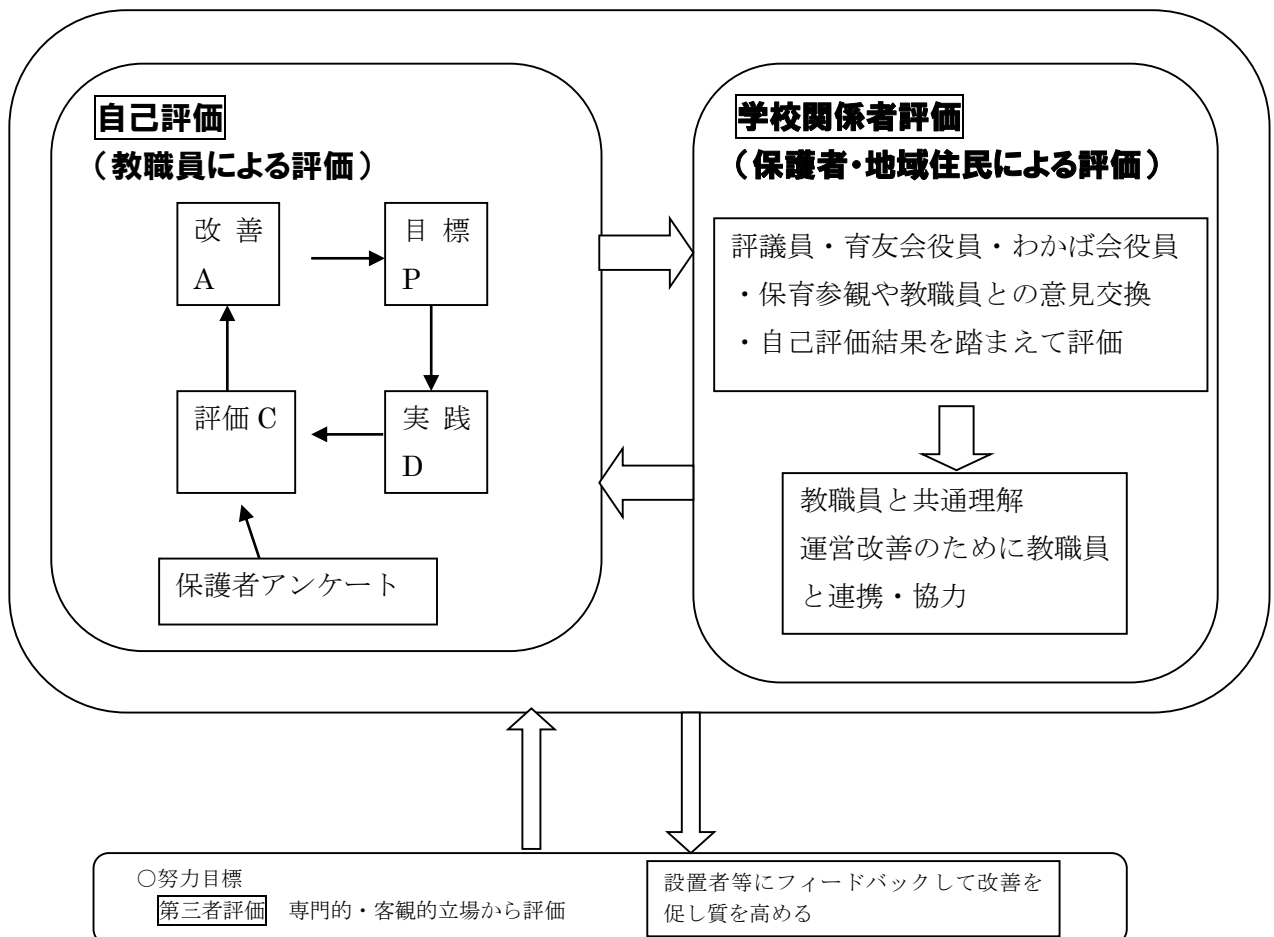 自己評価
（教職員による評価）
改 善
A
目 標
P
評価 C
実 践
D
保護者アンケート
学校関係者評価
（保護者・地域住民による評価）
評議員・育友会役員・わかば会役員
・保育参観や教職員との意見交換
・自己評価結果を踏まえて評価
教職員と共通理解
運営改善のために教職員
と連携・協力
○努力目標
第三者評価　専門的・客観的立場から評価
設置者等にフィードバックして改善を
促し質を高める